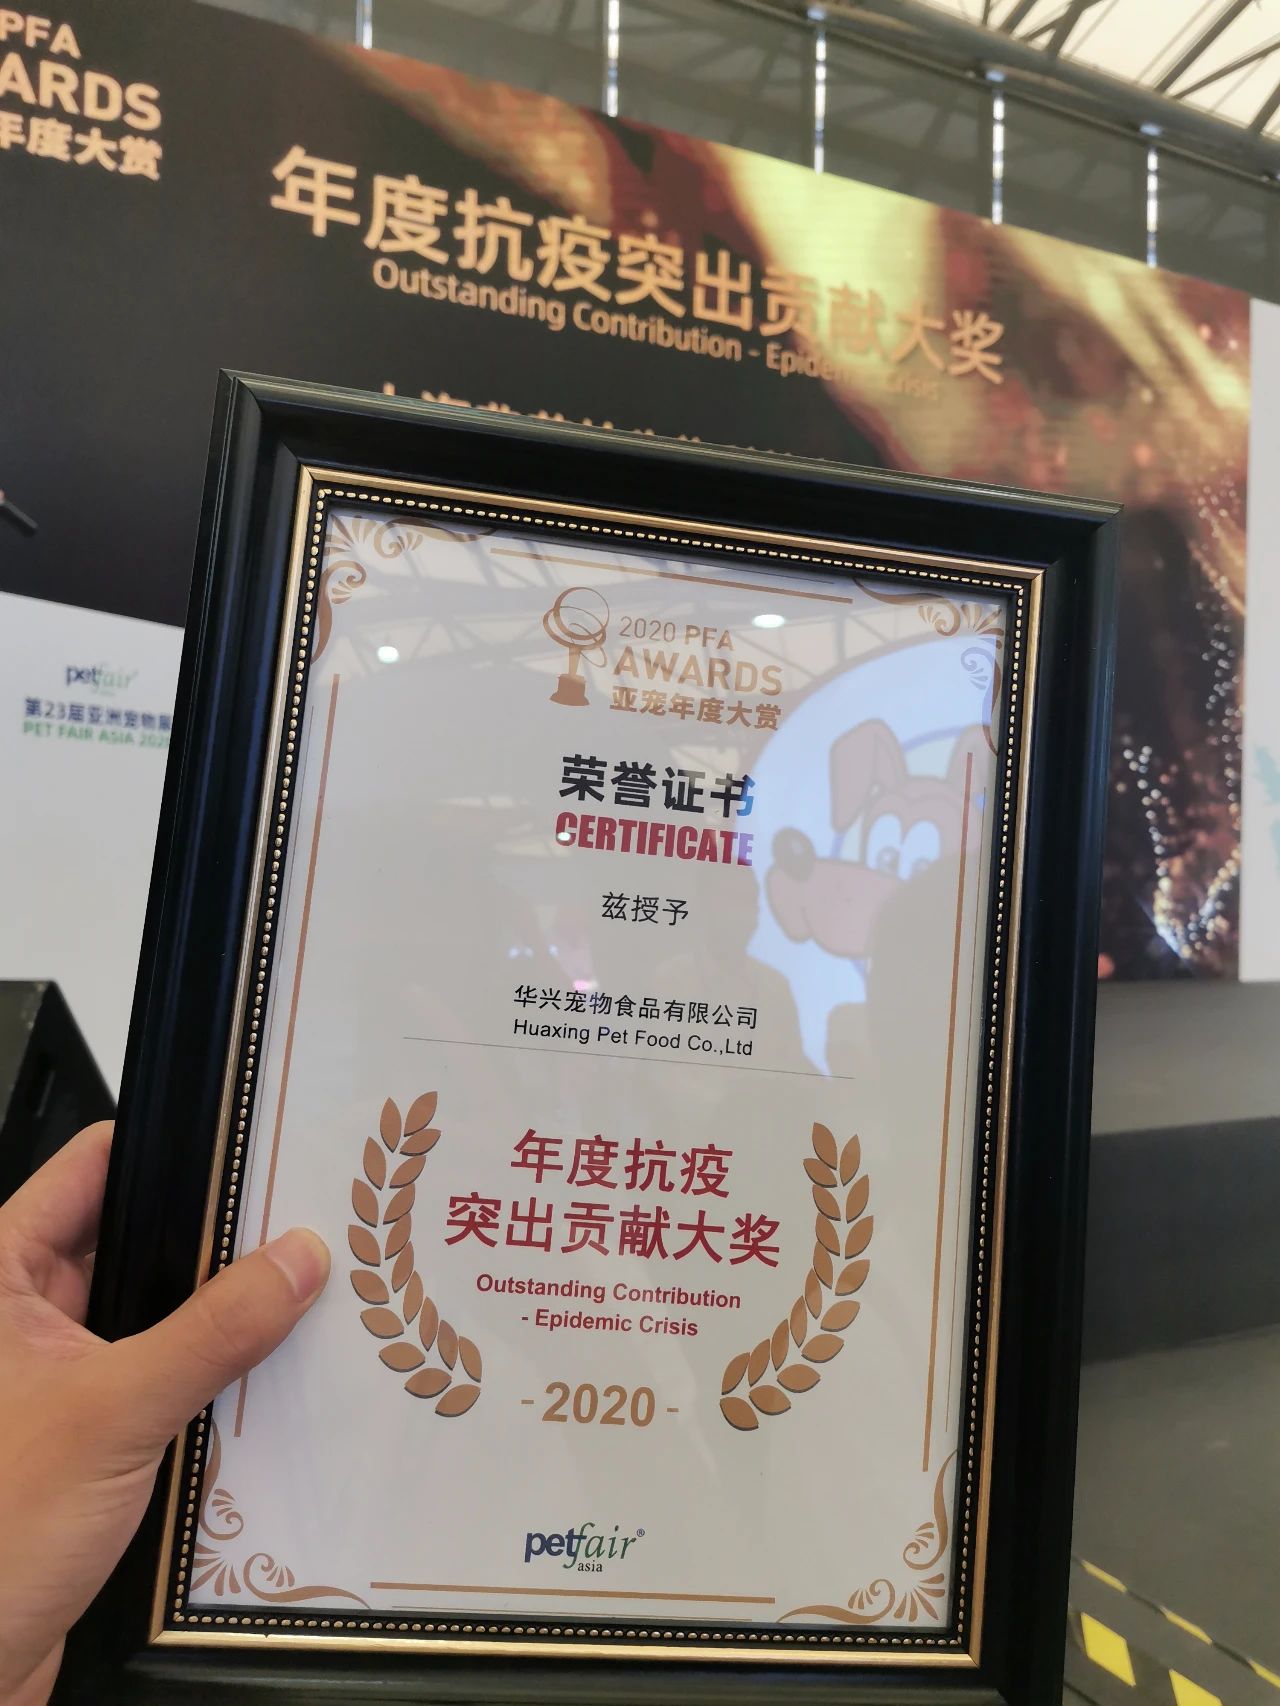 PFA
ARDS
年度大赏
年度抗疫突出贡献大奖
Outstanding Contribution - Epidemic Crisis
petfair
asia
第23届亚洲宠物展
PET FAIR ASIA 2020
2020 PFA
AWARDS
亚宠年度大赏
荣誉证书
CERTIFICATE
兹授予
华兴宠物食品有限公司
Huaxing Pet Food Co.,Ltd
年度抗疫
突出贡献大奖
Outstanding Contribution
- Epidemic Crisis
-2020-
petfair®
asia